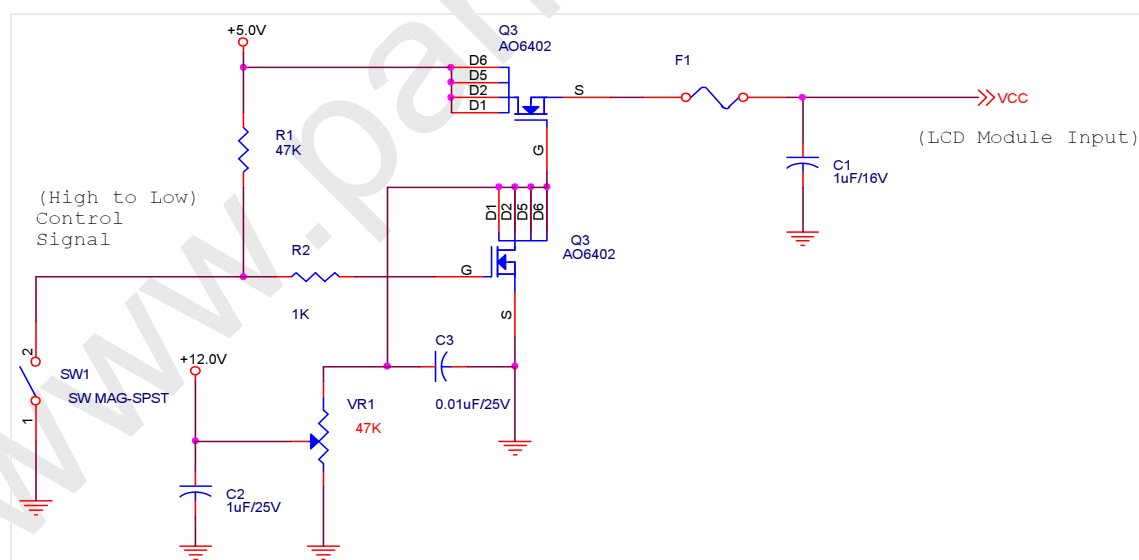 +5.0V
Q3
AO6402
D6
D5
D2
D1
S
G
F1
VCC
(LCD Module Input)
R1
47K
C1
1uF/16V
(High to Low)
Control
Signal
D1
D2
D5
D6
Q3
AO6402
R2
1K
G
S
2
SW1
SW MAG-SPST
1
+12.0V
C3
0.01uF/25V
VR1
47K
C2
1uF/25V
www.pan